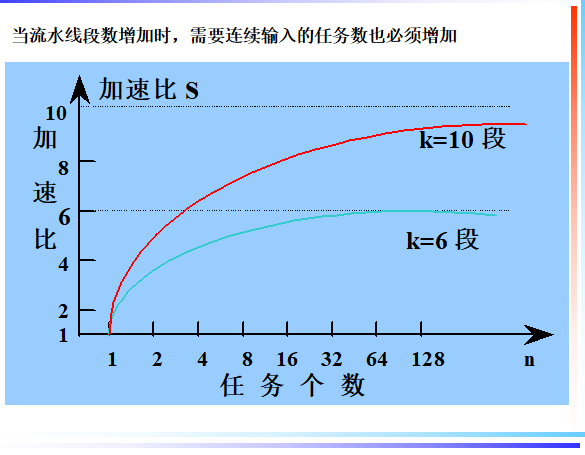 当流水线段数增加时，需要连续输入的任务数也必须增加
加速比 S
10
加
速
比
8
6
4
2
1
k=10 段
k=6 段
1 2 4 8 16 32 64 128 n
任 务 个 数